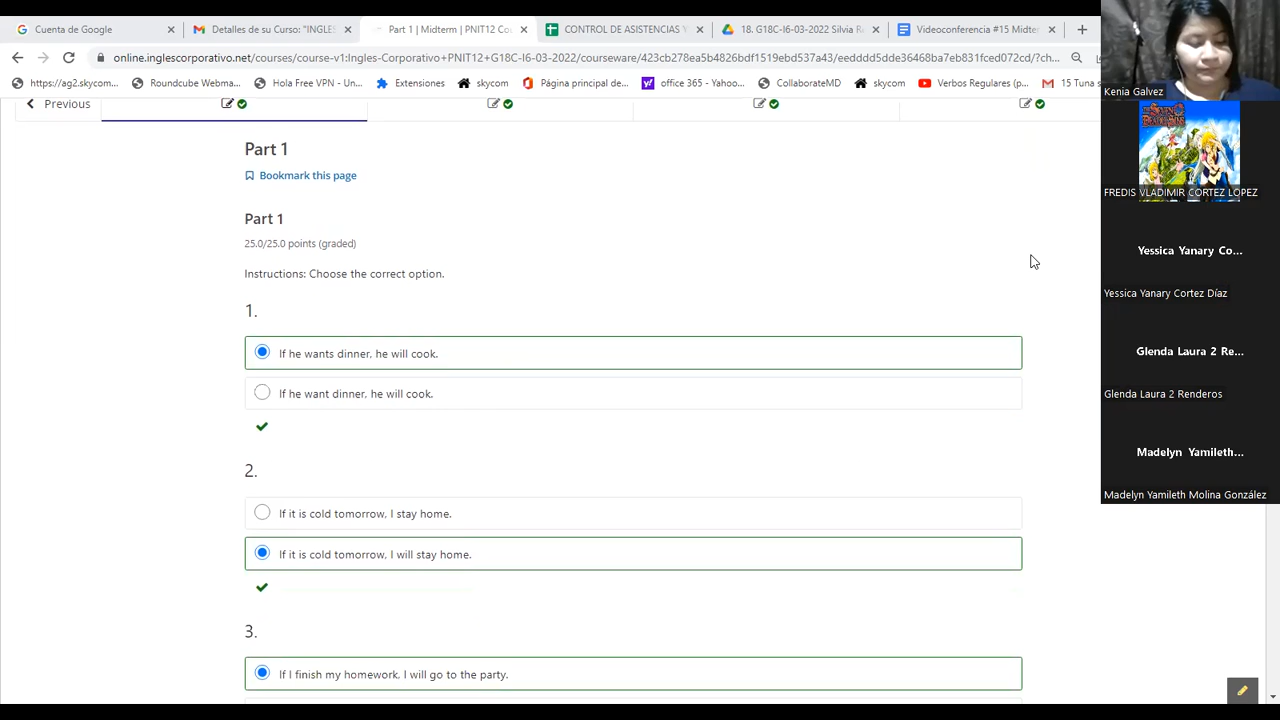 Cuenta de Google
Detalles de su Curso: "INGLES
Part 1 | Midterm | PNIT12 Co
CONTROL DE ASISTENCIAS Y
18. G18C-I6-03-2022 Silvia Re
Videoconferencia #15 Midter
online.inglescorporativo.net/courses/course-v1:Ingles-Corporativo+PNIT12+G18C-I6-03-2022/courseware/423cb275eab54826bdf1519ebd537a43/eedddd5dde36468ba7eb831fced072cd/?ch...
https://ag2.skycom...
Roundcube Webma...
Hola Free VPN - Un...
Extensiones
skycom
Página principal de...
office 365 - Yahoo...
CollaborateMD
skycom
Verbos Regulares (p...
15 Tuna s
Previous
Part 1
Bookmark this page
Part 1
25.0/25.0 points (graded)
Instructions: Choose the correct option.
1.
If he wants dinner, he will cook.
If he want dinner, he will cook.
2.
If it is cold tomorrow, I stay home.
If it is cold tomorrow, I will stay home.
3.
If I finish my homework. I will go to the party.
Kenia Galvez
THE SEVEN DEADLY SINS
FREDIS VLADIMIR CORTEZ LOPEZ
Yessica Yanary Co...
Yessica Yanary Cortez Díaz
Glenda Laura 2 Re...
Glenda Laura 2 Renderos
Madelyn Yamileth...
Madelyn Yamileth Molina González